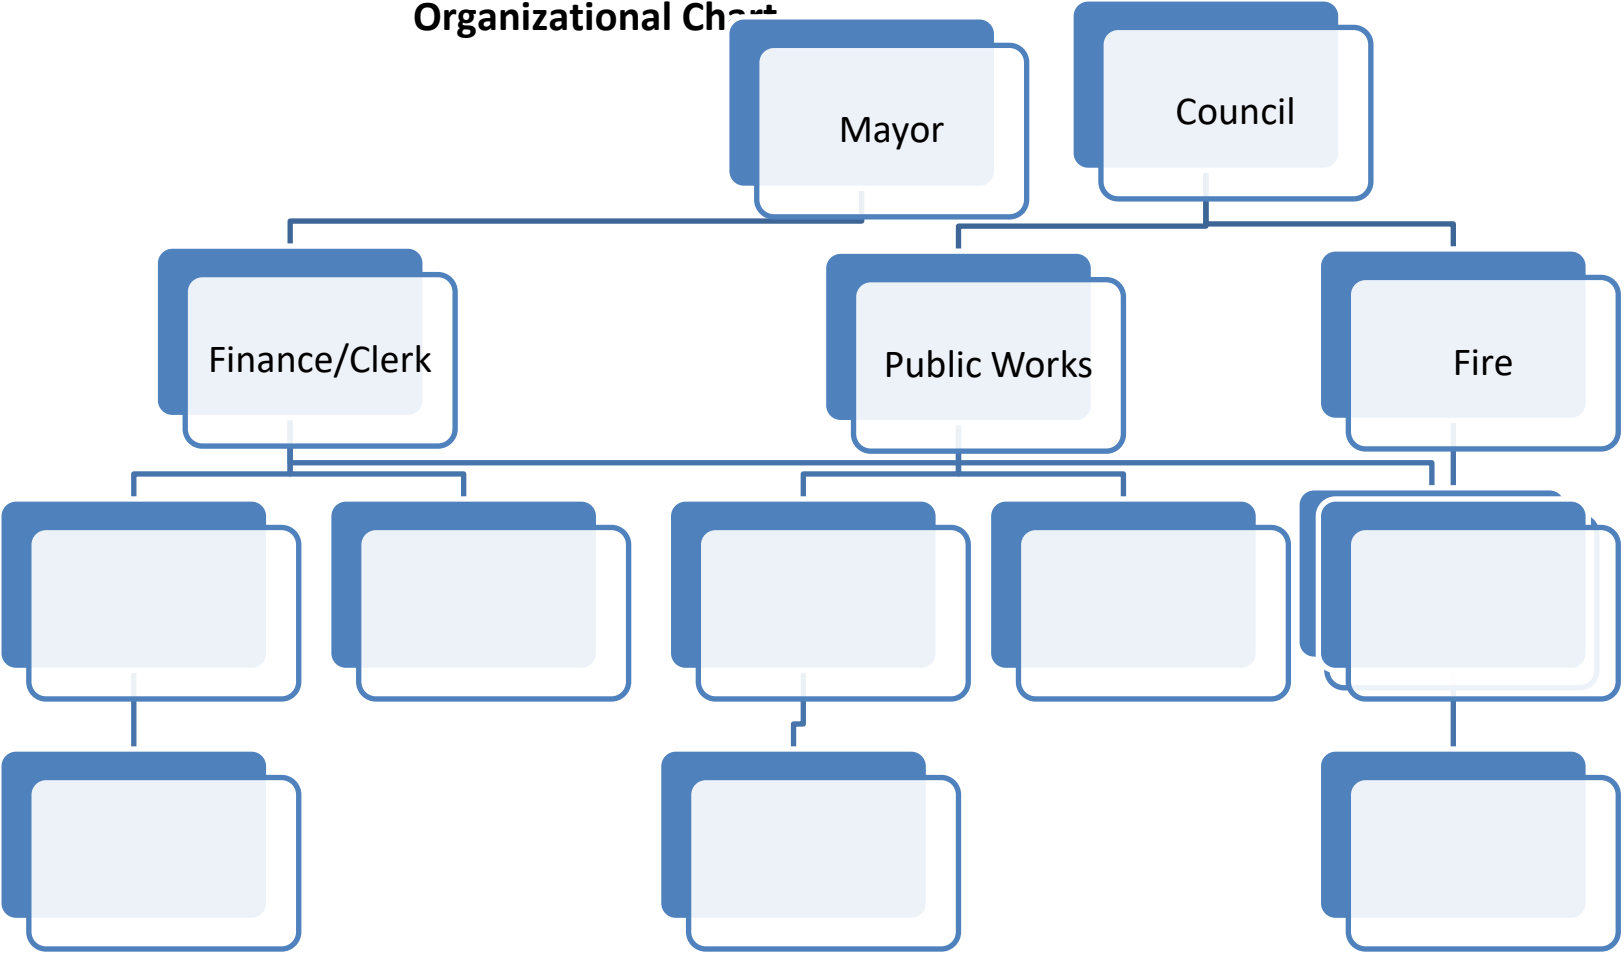 Organizational Chart
Mayor
Council
Finance/Clerk
Public Works
Fire